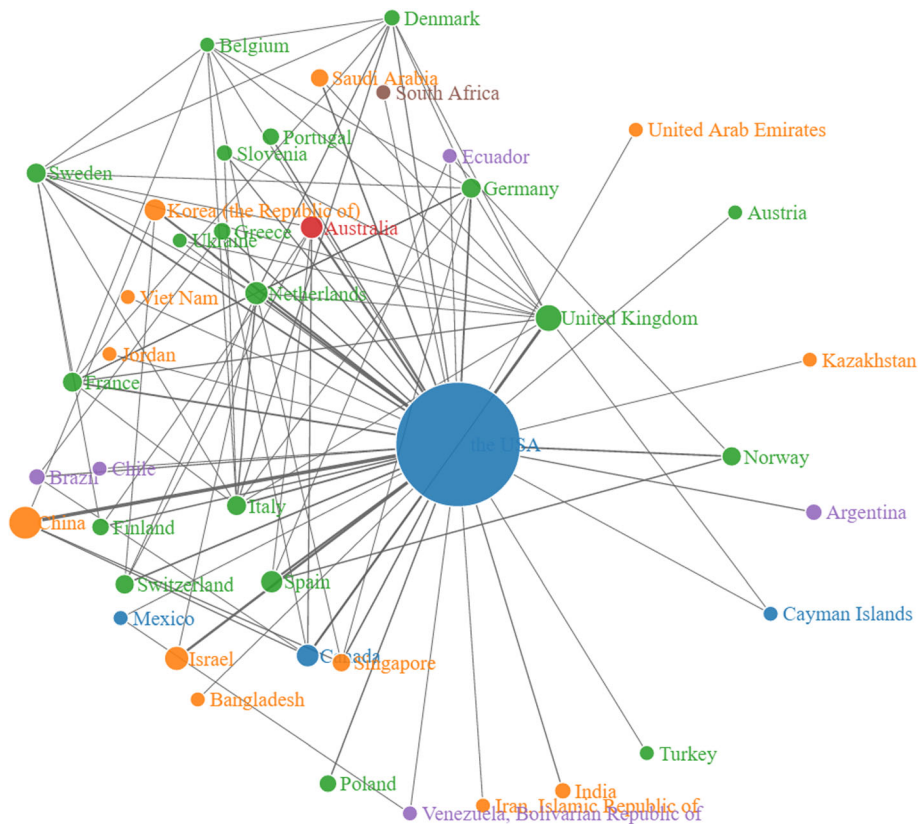 Denmark
Belgium
Saudi Arabia
South Africa
United Arab Emirates
Portugal
Slovenia
Ecuador
Sweden
Germany
Korea (the Republic of)
Austria
Greece
Australia
Ukraine
Netherlands
Viet Nam
United Kingdom
Jordan
Kazakhstan
France
the USA
Norway
Chile
Brazil
Italy
Argentina
China
Finland
Switzerland
Spain
Mexico
Cayman Islands
Israel
Canada
Singapore
Bangladesh
Turkey
Poland
India
Iran, Islamic Republic of
Venezuela, Bolivarian Republic of